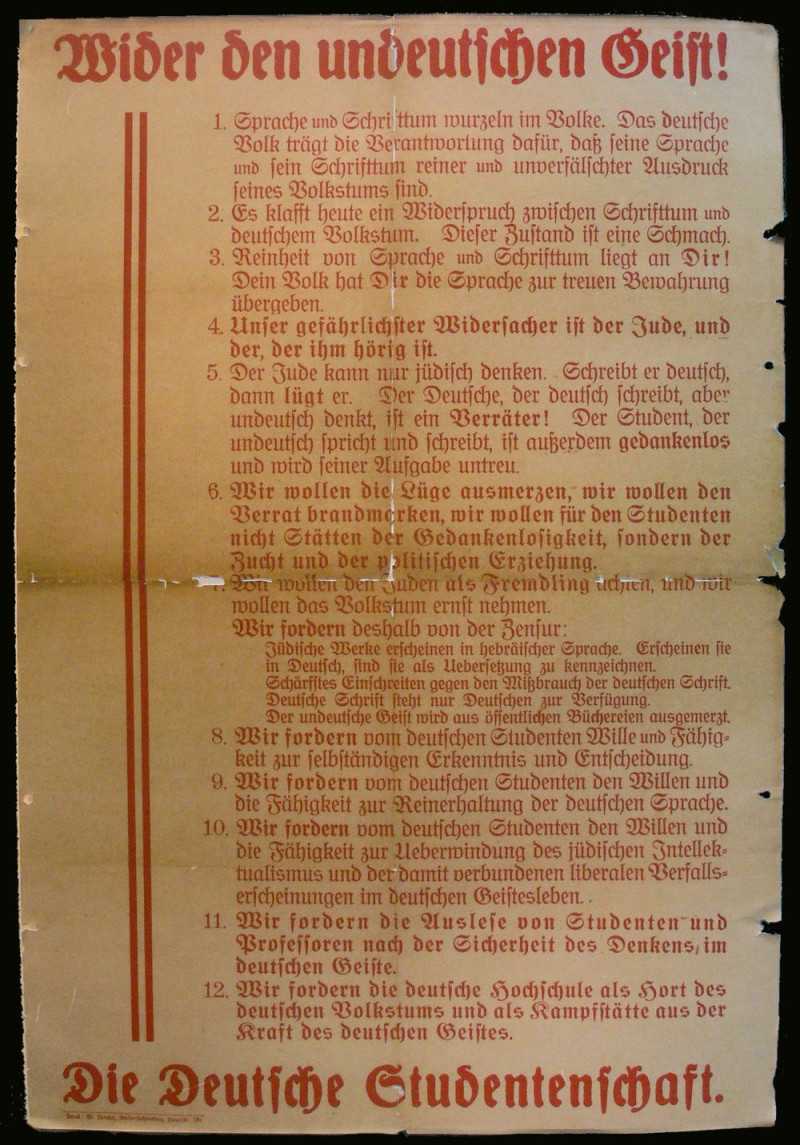 Wider den undeutschen Geist!
1. Sprache und Schrifttum wurzeln im Volke. Das deutsche
Volk trägt die Verantwortung dafür, daß seine Sprache
und sein Schrifttum reiner und unverfälschter Ausdruck
seines Volkstums sind.
2. Es klafft heute ein Widerspruch zwischen Schrifttum und
deutschem Volkstum. Dieser Zustand ist eine Schmach.
3. Reinheit von Sprache und Schrifttum liegt an Dir!
Dein Volk hat Dir die Sprache zur treuen Bewahrung
übergeben.
4. Unser gefährlichster Widersacher ist der Jude, und
der, der ihm hörig ist.
5. Der Jude kann nur jüdisch denken. Schreibt er deutsch,
dann lügt er. Der Deutsche, der deutsch schreibt, aber
undeutsch denkt, ist ein Verräter! Der Student, der
undeutsch spricht und schreibt, ist außerdem gedankenlos
und wird seiner Aufgabe untreu.
6. Wir wollen die Lüge ausmerzen, wir wollen den
Verrat brandmarken, wir wollen für den Studenten
nicht Stätten der Gedankenlosigkeit, sondern der
Zucht und der politischen Erziehung.
7. Wir wollen den Juden als Fremdling achten, und wir
wollen das Volkstum ernst nehmen.
Wir fordern deshalb von der Zensur:
Jüdische Werke erscheinen in hebräischer Sprache. Erscheinen sie
in Deutsch, sind sie als Uebersetzung zu kennzeichnen.
Schärfstes Einschreiten gegen den Mißbrauch der deutschen Schrift.
Deutsche Schrift steht nur Deutschen zur Verfügung.
Der undeutsche Geist wird aus öffentlichen Büchereien ausgemerzt.
8. Wir fordern vom deutschen Studenten Wille und Fähig-
keit zur selbständigen Erkenntnis und Entscheidung.
9. Wir fordern vom deutschen Studenten den Willen und
die Fähigkeit zur Reinerhaltung der deutschen Sprache.
10. Wir fordern vom deutschen Studenten den Willen und
die Fähigkeit zur Ueberwindung des jüdischen Intellek-
tualismus und der damit verbundenen liberalen Verfalls-
erscheinungen im deutschen Geistesleben.
11. Wir fordern die Auslese von Studenten und
Professoren nach der Sicherheit des Denkens im
deutschen Geiste.
12. Wir fordern die deutsche Hochschule als Hort des
deutschen Volkstums und als Kampfstätte aus der
Kraft des deutschen Geistes.
Die Deutsche Studentenschaft.